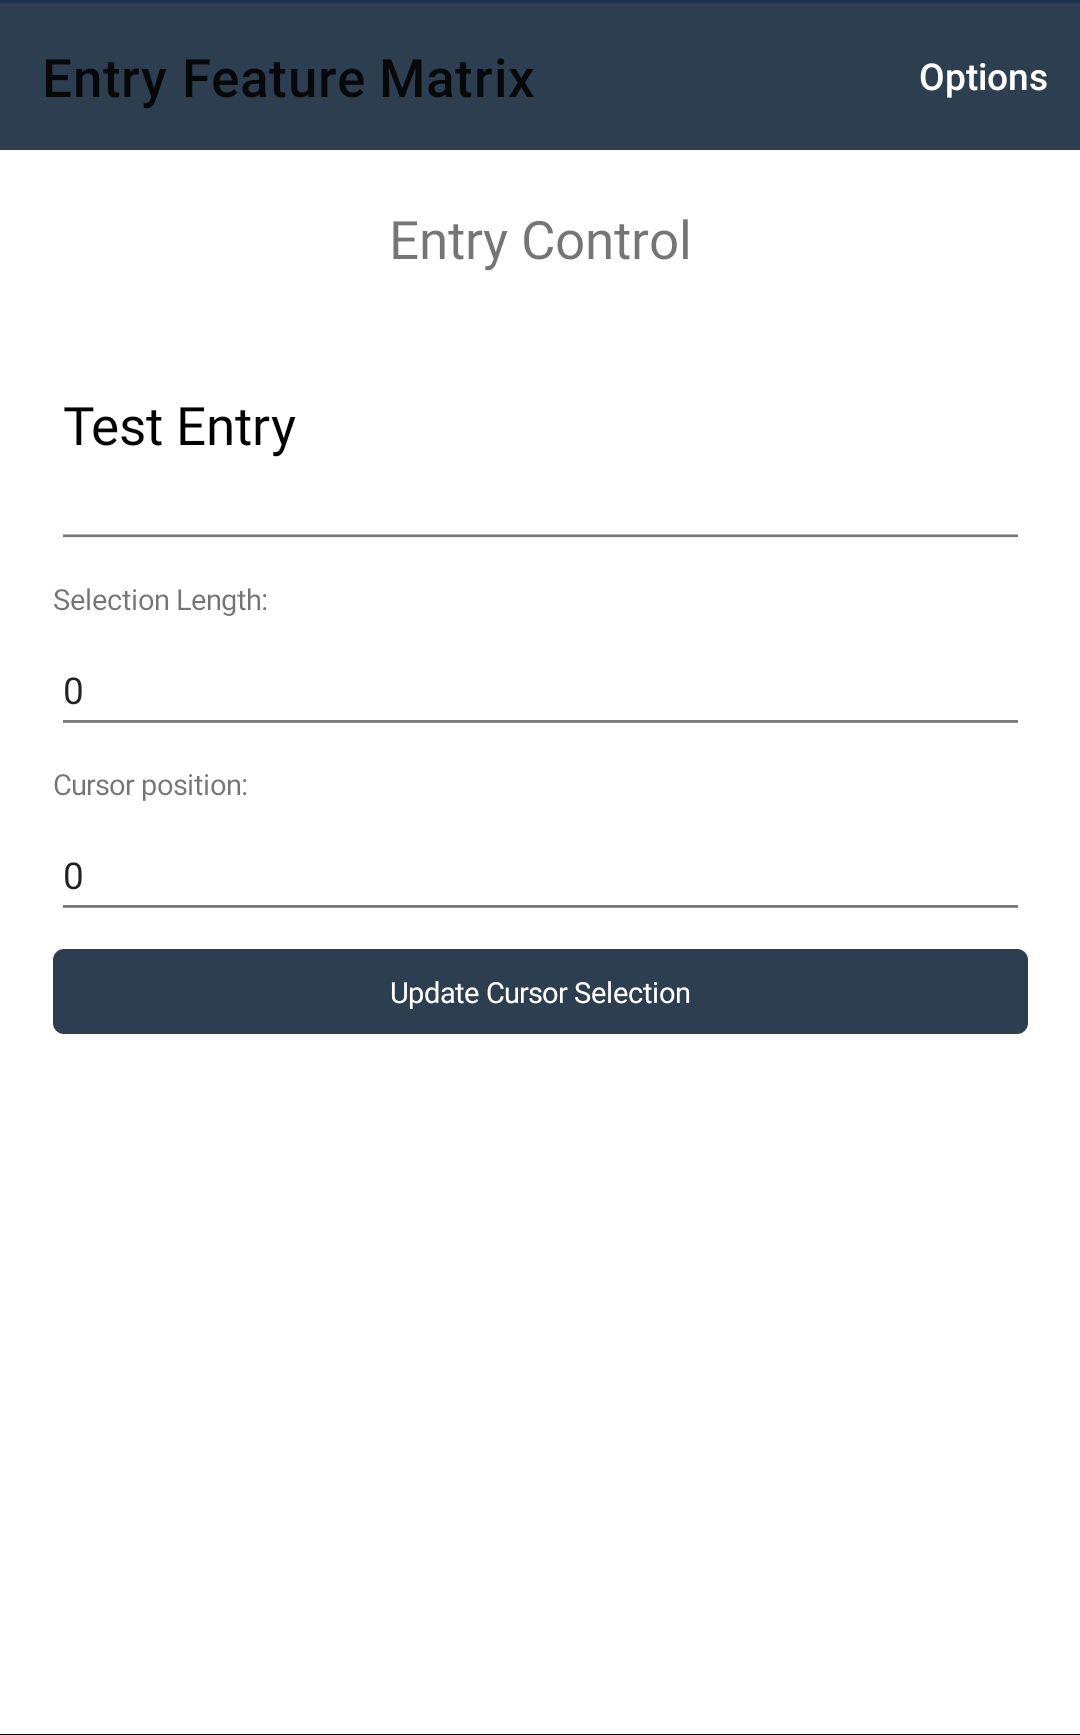 Entry Feature Matrix
Options
Entry Control
Test Entry
Selection Length:
0
Cursor position:
0
Update Cursor Selection